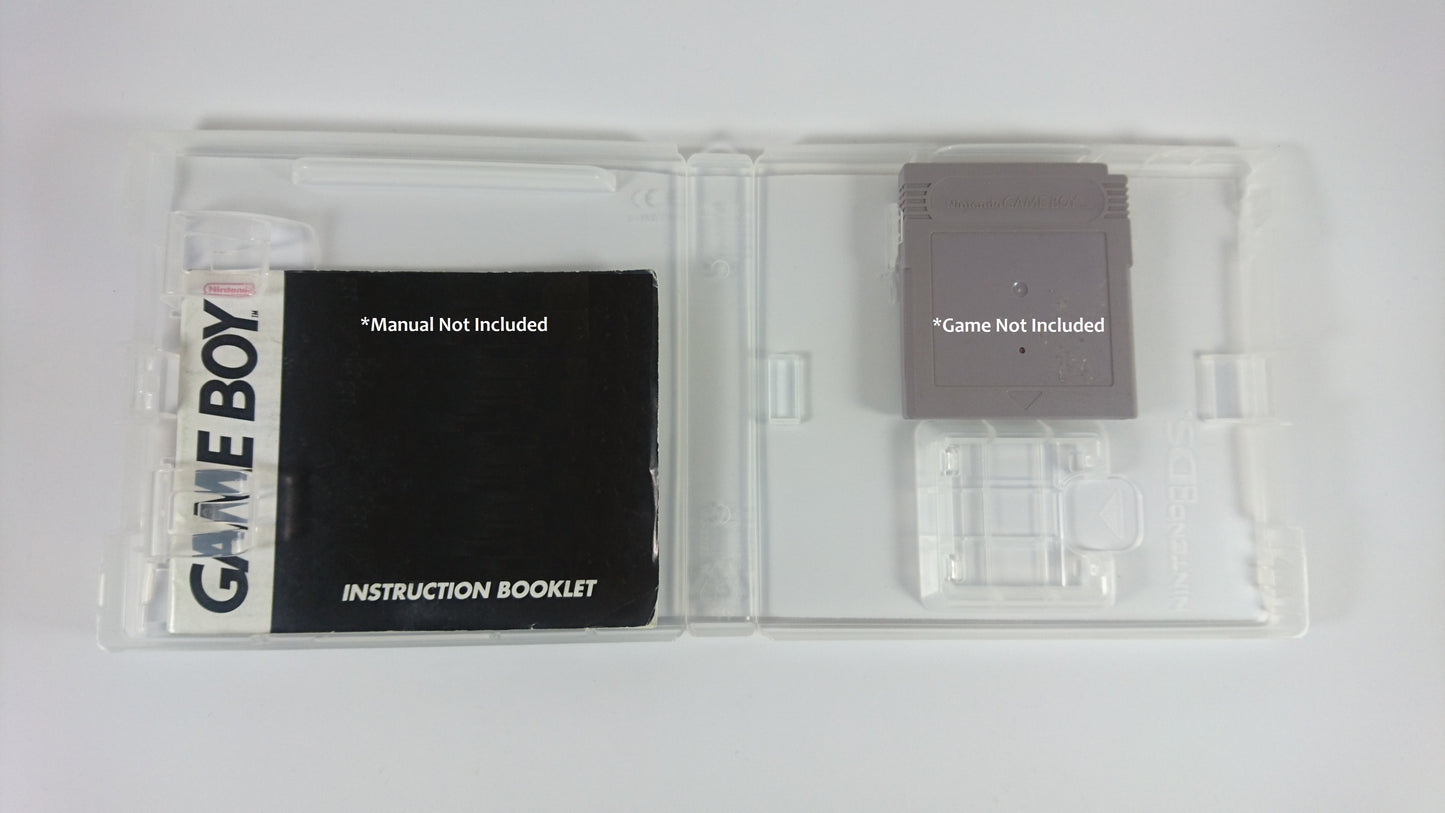 Nintendo
GAME BOY™
*Manual Not Included
INSTRUCTION BOOKLET
Nintendo GAME BOY
*Game Not Included
NINTENDO DS